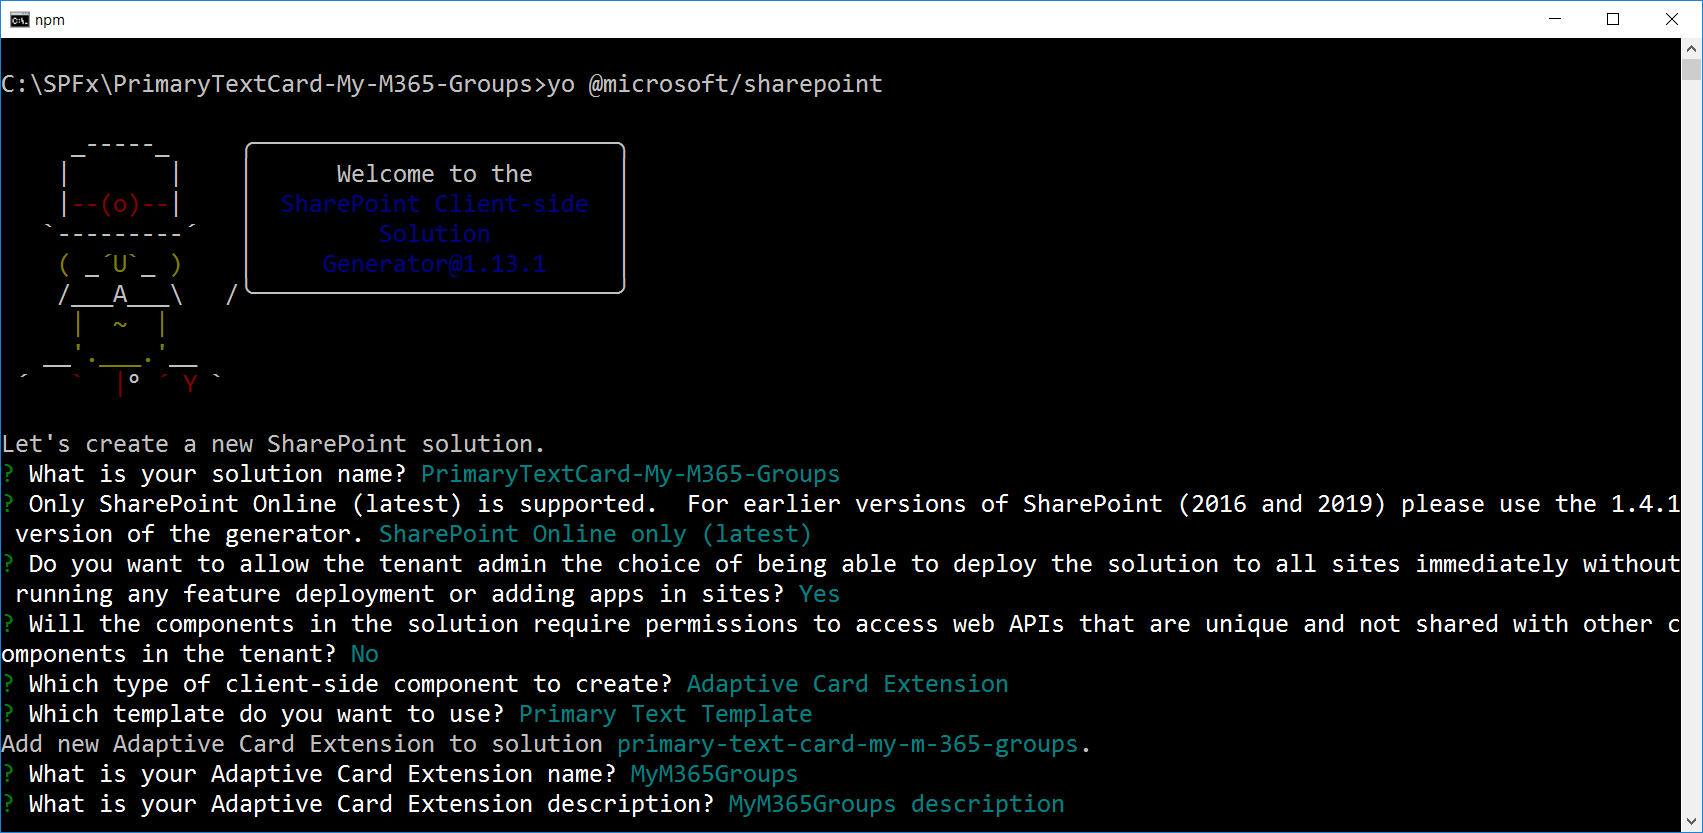 npm
C:\SPFx\PrimaryTextCard-My-M365-Groups>yo @microsoft/sharepoint
     _-----_
    |       |        Welcome to the
    |--(o)--|    SharePoint Client-side
   `---------´          Solution
    ( _´U`_ )       Generator@1.13.1
    /___A___\   /
     |  ~  |
   __'.___.'__
 ´   `  |° ´ Y `
Let's create a new SharePoint solution.
? What is your solution name? PrimaryTextCard-My-M365-Groups
? Only SharePoint Online (latest) is supported.  For earlier versions of SharePoint (2016 and 2019) please use the 1.4.1
 version of the generator. SharePoint Online only (latest)
? Do you want to allow the tenant admin the choice of being able to deploy the solution to all sites immediately without
 running any feature deployment or adding apps in sites? Yes
? Will the components in the solution require permissions to access web APIs that are unique and not shared with other c
omponents in the tenant? No
? Which type of client-side component to create? Adaptive Card Extension
? Which template do you want to use? Primary Text Template
Add new Adaptive Card Extension to solution primary-text-card-my-m-365-groups.
? What is your Adaptive Card Extension name? MyM365Groups
? What is your Adaptive Card Extension description? MyM365Groups description